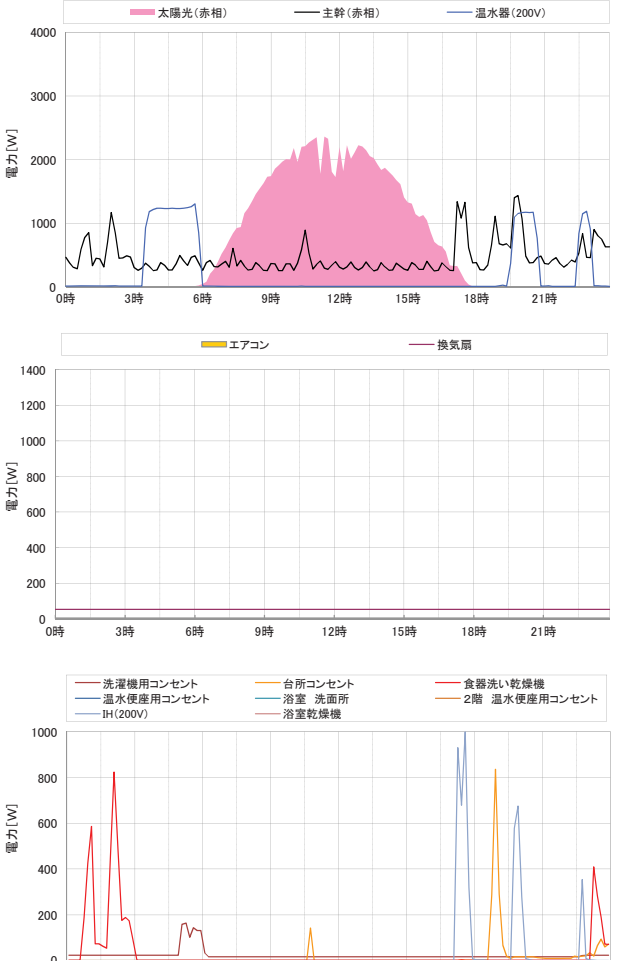 太陽光(赤相) 主幹(赤相) 温水器(200V)
電力[W]
4000
3000
2000
1000
0
0時 3時 6時 9時 12時 15時 18時 21時
エアコン 換気扇
電力[W]
1400
1200
1000
800
600
400
200
0
0時 3時 6時 9時 12時 15時 18時 21時
洗濯機用コンセント 台所コンセント 食器洗い乾燥機
温水便座用コンセント 浴室 洗面所 2階 温水便座用コンセント
IH(200V) 浴室乾燥機
電力[W]
1000
800
600
400
200
0